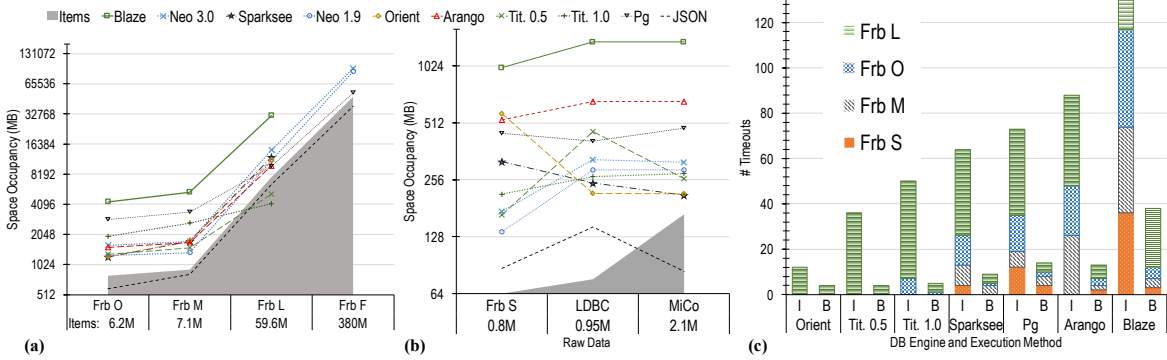 Items Blaze Neo 3.0 Sparksee Neo 1.9 Orient Arango Tit. 0.5 Tit. 1.0 Pg JSON
Space Occupancy (MB)
131072
65536
32768
16384
8192
4096
2048
1024
512
Frb O Frb M Frb L Frb F
Items: 6.2M 7.1M 59.6M 380M
(a)
Space Occupancy (MB)
1024
512
256
128
64
Frb S LDBC MiCo
0.8M 0.95M 2.1M
Raw Data
(b)
# Timeouts
120
100
80
60
40
20
0
Frb L
Frb O
Frb M
Frb S
I B I B I B I B I B I B I B
Orient Tit. 0.5 Tit. 1.0 Sparksee Pg Arango Blaze
DB Engine and Execution Method
(c)